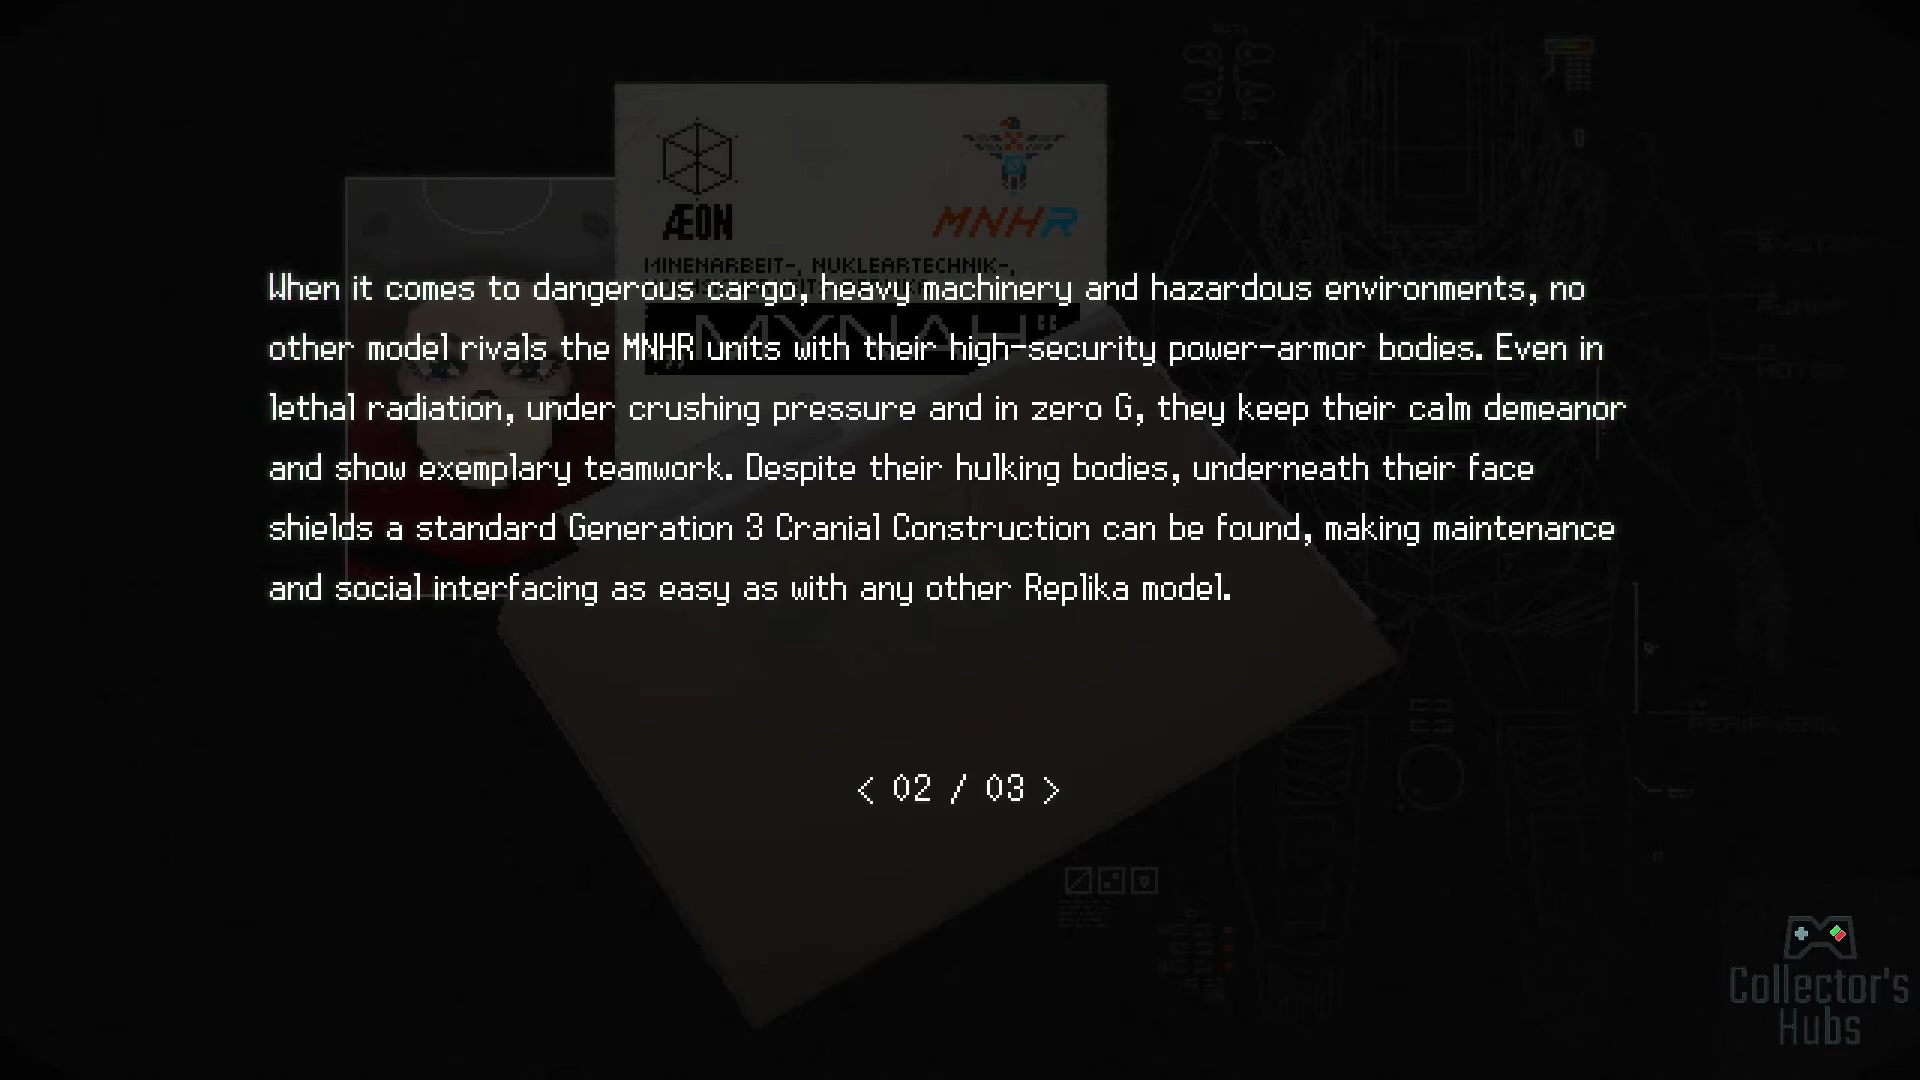 ÆON
MNHR
MINENARBEIT-, NUKLEARTECHNIK-,
„MYNAH“
When it comes to dangerous cargo, heavy machinery and hazardous environments, no
other model rivals the MNHR units with their high-security power-armor bodies. Even in
lethal radiation, under crushing pressure and in zero G, they keep their calm demeanor
and show exemplary teamwork. Despite their hulking bodies, underneath their face
shields a standard Generation 3 Cranial Construction can be found, making maintenance
and social interfacing as easy as with any other Replika model.
< 02 / 03 >
Collector's
Hubs